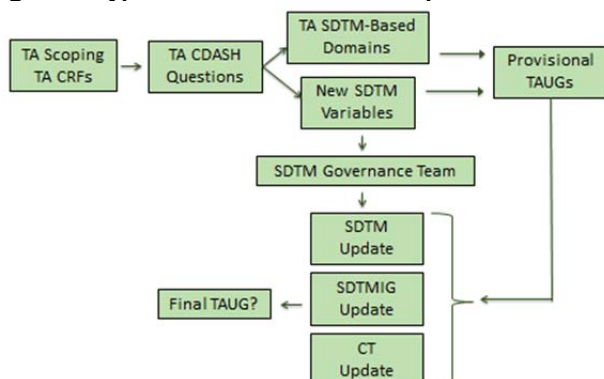 TA SDTM-Based
Domains
TA Scoping
TA CRFs
TA CDASH
Questions
Provisional
TAUGs
New SDTM
Variables
SDTM Governance Team
SDTM
Update
Final TAUG?
SDTMIG
Update
CT
Update